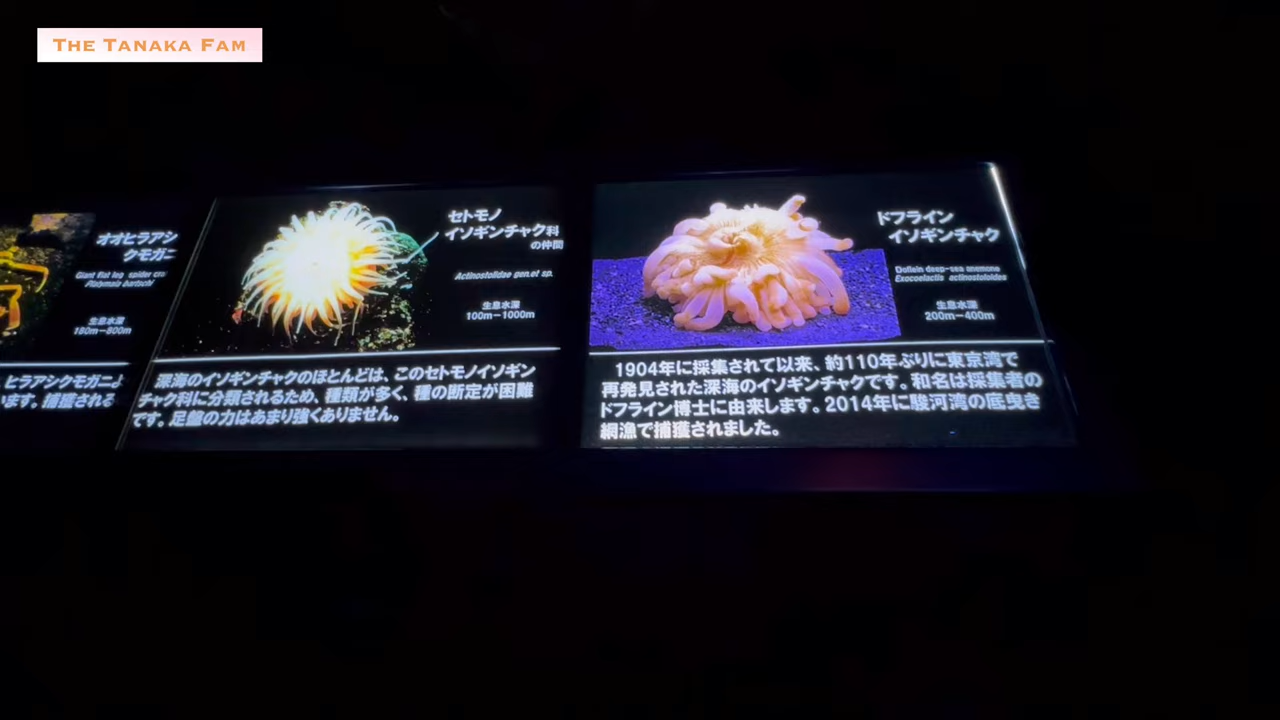 THE TANAKA FAM
オオヒラアシ
クモガニ
Giant flat leg spider cra
Platymaia bartschi
生息水深
180m－800m
ヒラアシクモガニよ
います。捕獲される
セトモノ
イソギンチャク科
の仲間
Actinostolidae gen.et sp.
生息水深
100m－1000m
深海のイソギンチャクのほとんどは、このセトモノイソギン
チャク科に分類されるため、種類が多く、種の断定が困難
です。足盤の力はあまり強くありません。
ドフライン
イソギンチャク
Doflein deep-sea anemone
Exocoelactis actinostoloides
生息水深
200m－400m
1904年に採集されて以来、約110年ぶりに東京湾で
再発見された深海のイソギンチャクです。和名は採集者の
ドフライン博士に由来します。2014年に駿河湾の底曳き
網漁で捕獲されました。